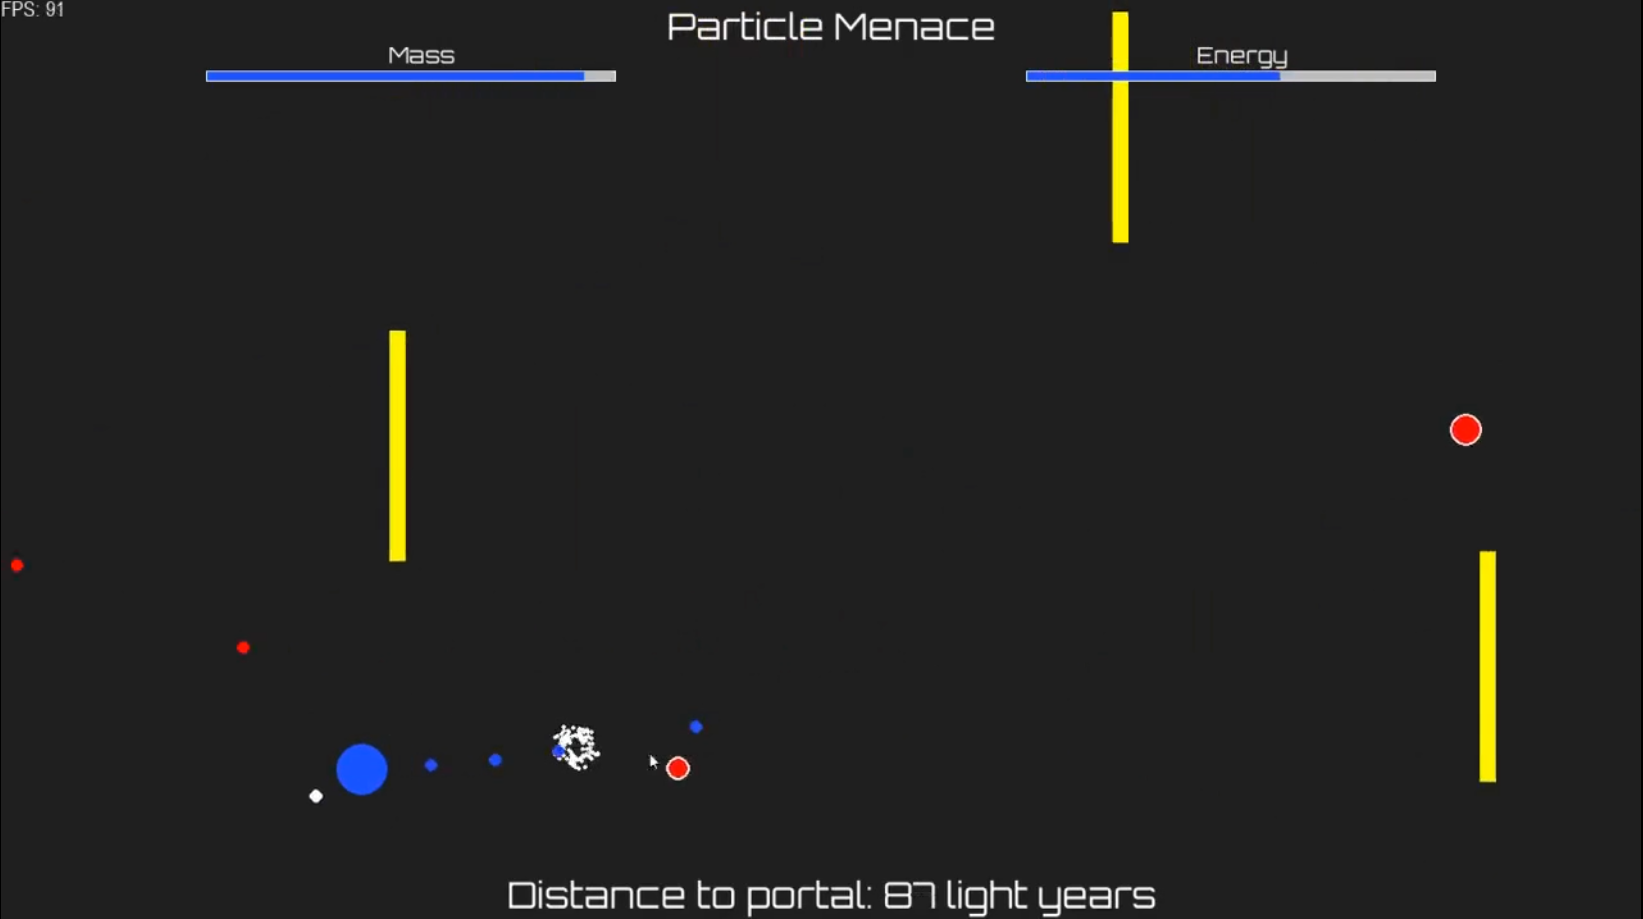 FPS: 91
Particle Menace
Mass
Energy
Distance to portal: 87 light years